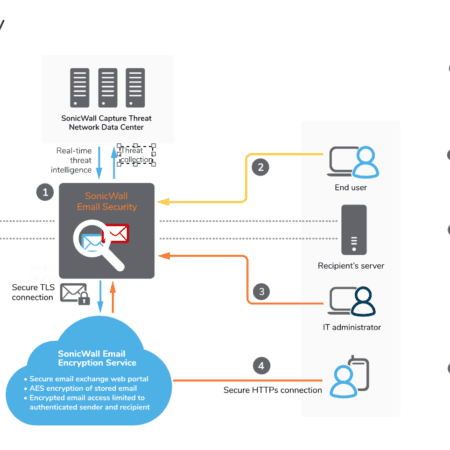 y
SonicWall Capture Threat
Network Data Center
Real-time
threat
intelligence
Threat
collection
1
SonicWall
Email Security
2
End user
Recipient's server
Secure TLS
connection
3
IT administrator
SonicWall Email
Encryption Service
• Secure email exchange web portal
• AES encryption of stored email
• Encrypted email access limited to
authenticated sender and recipient
4
Secure HTTPs connection